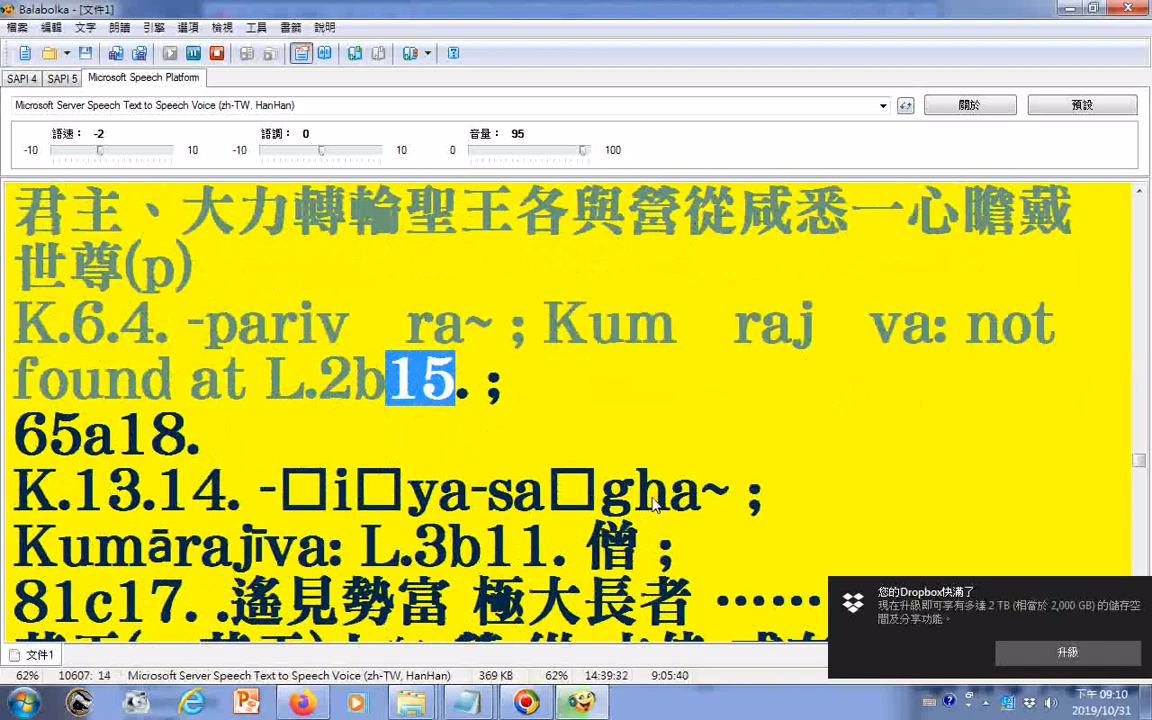 Balabolka - [文件1]
檔案 編輯 文字 朗讀 引擎 選項 檢視 工具 書籤 說明
SAPI 4 SAPI 5 Microsoft Speech Platform
Microsoft Server Speech Text to Speech Voice (zh-TW, HanHan)
關於
預設
語速： -2
語調： 0
音量： 95
-10 10 -10 10 0 100
君主、大力轉輪聖王各與營從咸悉一心瞻戴
世尊(p)
K.6.4. -pariv ra~ ; Kum raj va: not
found at L.2b15. ;
65a18.
K.13.14. -□i□ya-sa□gha~ ;
Kumārajīva: L.3b11. 僧 ;
81c17. .遙見勢富 極大長者 ⋯⋯
您的Dropbox快滿了
現在升級即可享有多達 2 TB (相當於 2,000 GB) 的儲存空
間及分享功能。
升級
文件1
62% 10607: 14 Microsoft Server Speech Text to Speech Voice (zh-TW, HanHan) 369 KB 62% 14:39:32 9:05:40
下午 09:10
2019/10/31